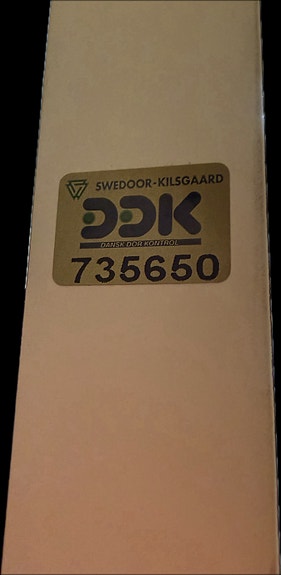 SWEDOOR-KILSGAARD
DDK
DANSK DØR KONTROL
735650